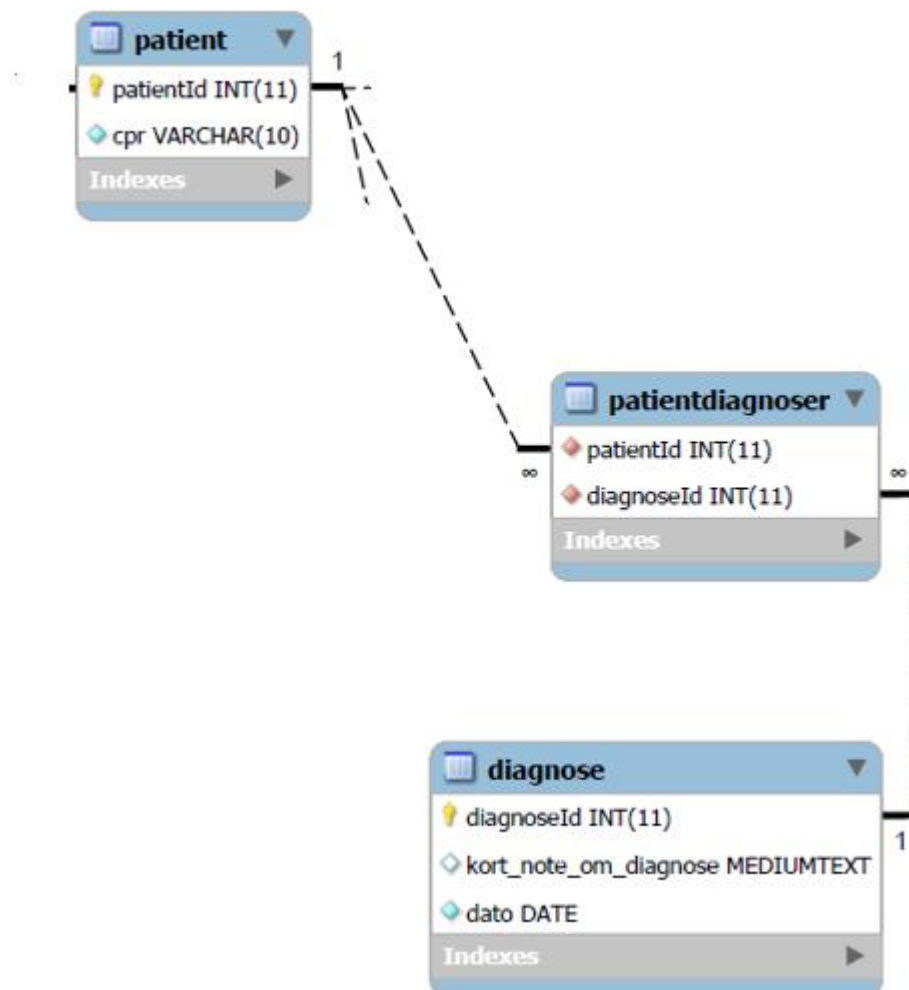 patient
1
patientId INT(11)
cpr VARCHAR(10)
Indexes
patientdiagnoser
patientId INT(11)
∞
∞
diagnoseId INT(11)
Indexes
diagnose
diagnoseId INT(11)
1
kort_note_om_diagnose MEDIUMTEXT
dato DATE
Indexes